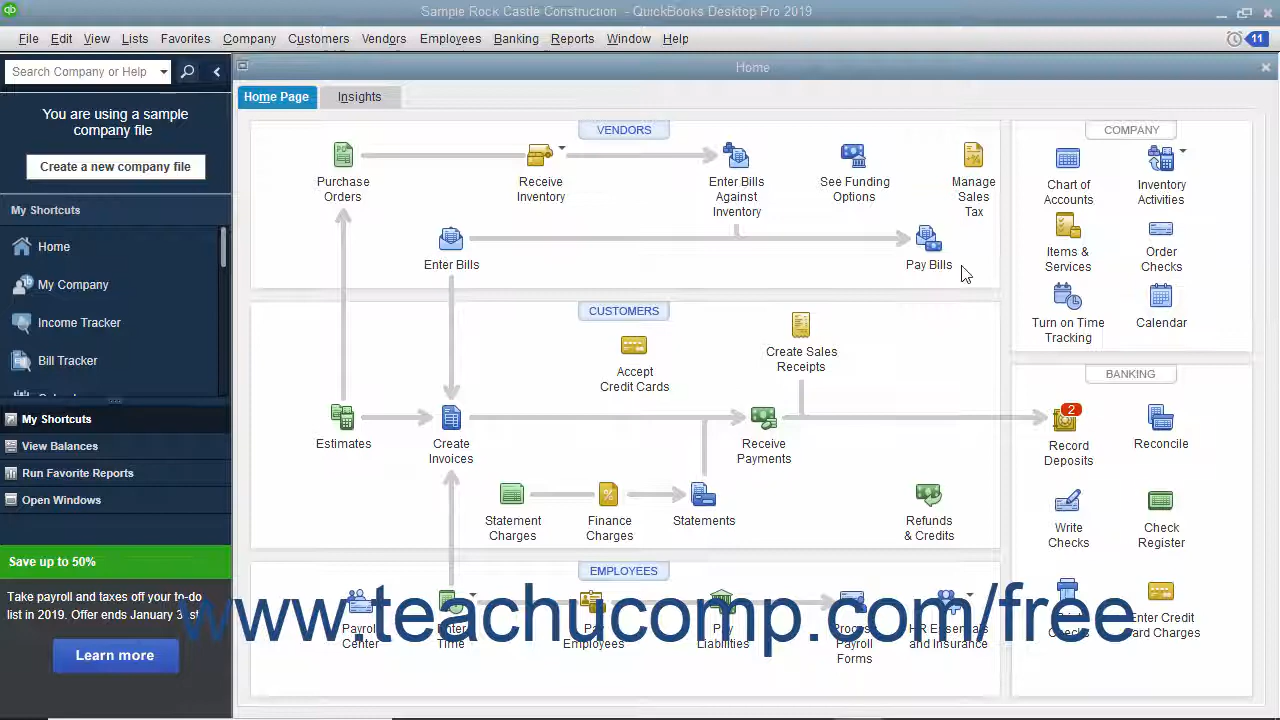 Sample Rock Castle Construction - QuickBooks Desktop Pro 2019
File Edit View Lists Favorites Company Customers Vendors Employees Banking Reports Window Help
11
Search Company or Help
Home
You are using a sample
company file
Create a new company file
My Shortcuts
Home
My Company
Income Tracker
Bill Tracker
My Shortcuts
View Balances
Run Favorite Reports
Open Windows
Save up to 50%
Take payroll and taxes off your to-do
list in 2019. Offer ends January
Learn more
Home Page
Insights
VENDORS
Purchase
Orders
Receive
Inventory
Enter Bills
Against
Inventory
See Funding
Options
Manage
Sales
Tax
Enter Bills
Pay Bills
CUSTOMERS
Accept
Credit Cards
Create Sales
Receipts
Estimates
Create
Invoices
Receive
Payments
Statement
Charges
Finance
Charges
Statements
Refunds
& Credits
EMPLOYEES
Payroll
Center
Enter
Time
Pay
Employees
Pay
Liabilities
Process
Payroll
Forms
HR Essentials
and Insurance
COMPANY
Chart of
Accounts
Inventory
Activities
Items &
Services
Order
Checks
Turn on Time
Tracking
Calendar
BANKING
2
Record
Deposits
Reconcile
Write
Checks
Check
Register
Checks
Enter Credit
Card Charges
www.teachucomp.com/free